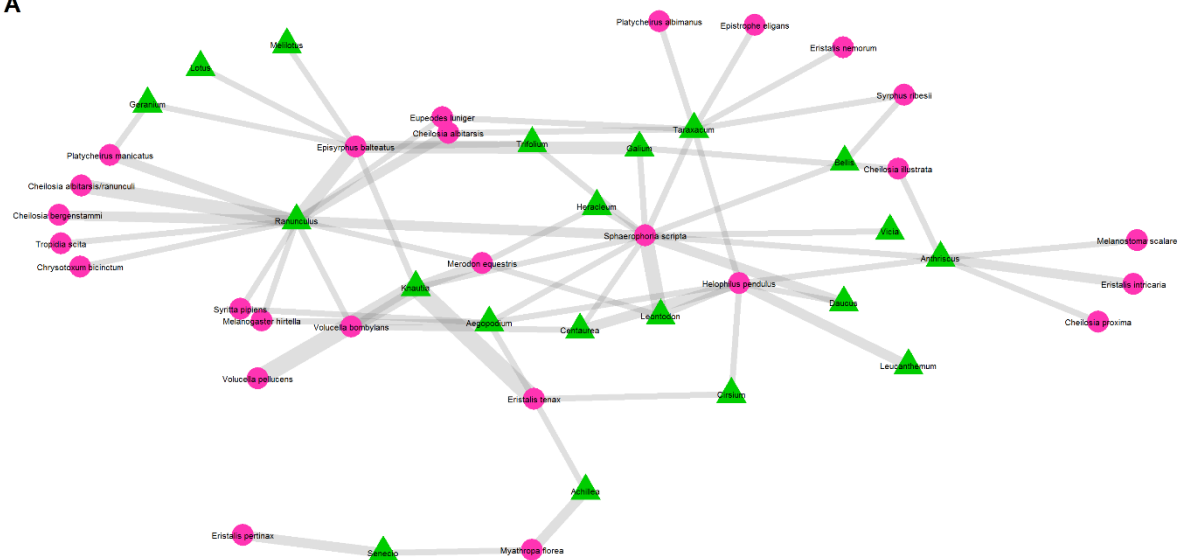 A
Platycheirus albimanus
Epistrophe eligans
Melilotus
Eristalis nemorum
Lotus
Syrphus ribesii
Geranium
Eupeodes luniger
Taraxacum
Cheilosia albitarsis
Trifolium
Episyrphus balteatus
Galium
Platycheirus manicatus
Bellis
Cheilosia illustrata
Cheilosia albitarsis/ranunculi
Heracleum
Cheilosia bergenstammi
Ranunculus
Vicia
Sphaerophoria scripta
Melanostoma scalare
Tropidia scita
Anthriscus
Merodon equestris
Chrysotoxum bicinctum
Helophilus pendulus
Eristalis intricaria
Knautia
Daucus
Syritta pipiens
Leontodon
Melanogaster hirtella
Cheilosia proxima
Aegopodium
Volucella bombylans
Centaurea
Leucanthemum
Volucella pellucens
Cirsium
Eristalis tenax
Achillea
Eristalis pertinax
Myathropa florea
Senecio